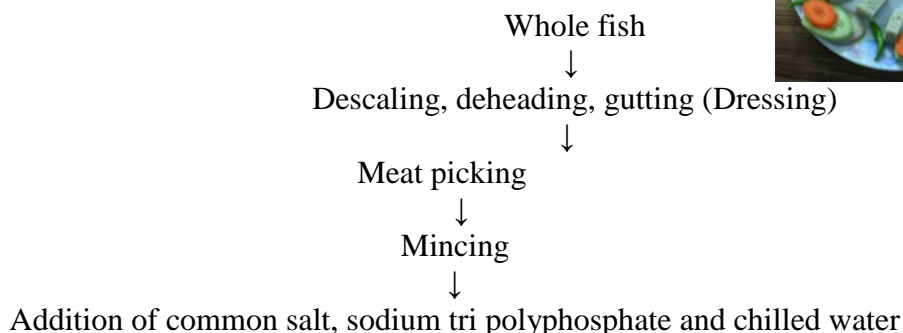 Whole fish
↓
Descaling, deheading, gutting (Dressing)
↓
Meat picking
↓
Mincing
↓
Addition of common salt, sodium tri polyphosphate and chilled water